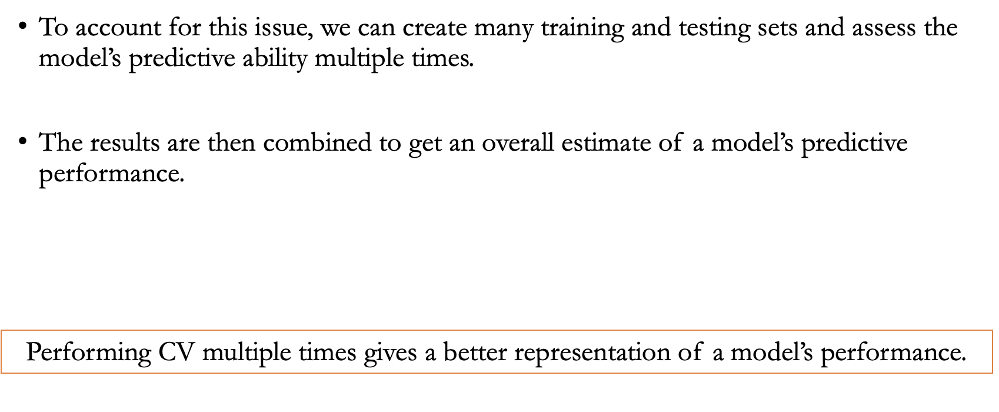 • To account for this issue, we can create many training and testing sets and assess the
model’s predictive ability multiple times.
• The results are then combined to get an overall estimate of a model’s predictive
performance.
Performing CV multiple times gives a better representation of a model’s performance.